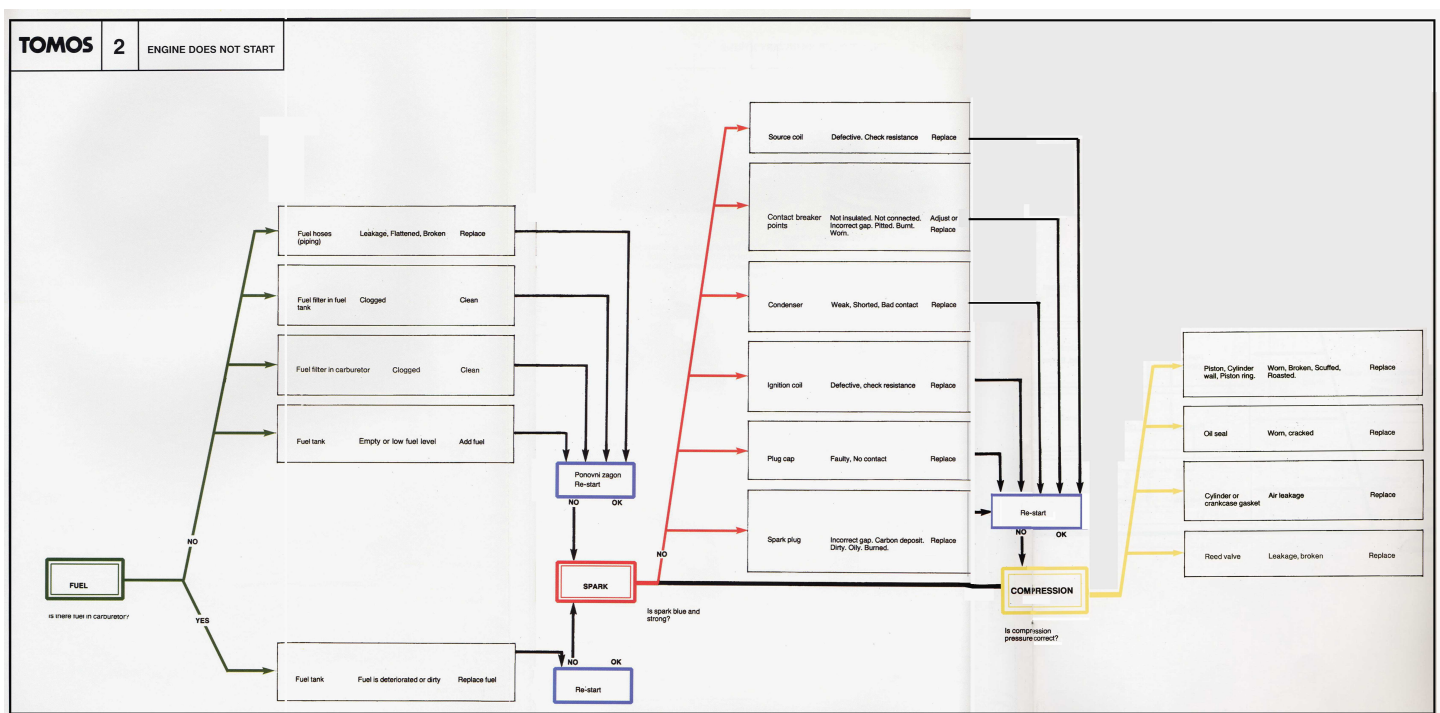 TOMOS 2 ENGINE DOES NOT START
Fuel hoses (piping) Leakage, Flattened, Broken Replace
Fuel filter in fuel tank Clogged Clean
Fuel filter in carburetor Clogged Clean
Fuel tank Empty or low fuel level Add fuel
Ponovni zagon
Re-start
NO OK
NO
FUEL
Is there fuel in carburetor?
YES
Fuel tank Fuel is deteriorated or dirty Replace fuel
NO OK
Re-start
SPARK
Is spark blue and
strong?
NO
Source coil Defective. Check resistance Replace
Contact breaker points Not insulated. Not connected. Incorrect gap. Pitted. Burnt. Worn. Adjust or Replace
Condenser Weak, Shorted, Bad contact Replace
Ignition coil Defective, check resistance Replace
Plug cap Faulty, No contact Replace
Spark plug Incorrect gap. Carbon deposit. Dirty. Oily. Burned. Replace
Re-start
NO OK
COMPRESSION
Is compression
pressure correct?
Piston, Cylinder wall, Piston ring. Worn, Broken, Scuffed, Roasted. Replace
Oil seal Worn, cracked Replace
Cylinder or crankcase gasket Air leakage Replace
Reed valve Leakage, broken Replace